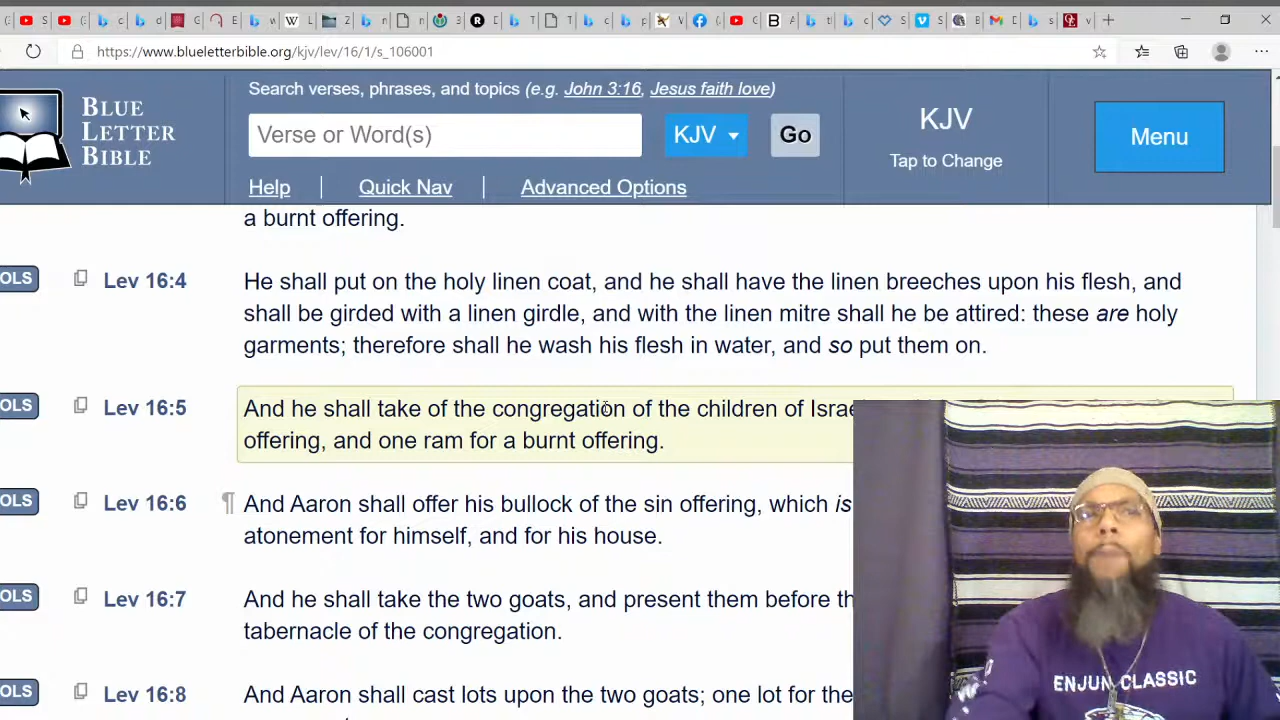 https://www.blueletterbible.org/kjv/lev/16/1/s_106001
BLUE
LETTER
BIBLE
Search verses, phrases, and topics (e.g. John 3:16, Jesus faith love)
Verse or Word(s)
KJV
Go
Help | Quick Nav | Advanced Options
KJV
Tap to Change
Menu
a burnt offering.
OLS
Lev 16:4
He shall put on the holy linen coat, and he shall have the linen breeches upon his flesh, and
shall be girded with a linen girdle, and with the linen mitre shall he be attired: these are holy
garments; therefore shall he wash his flesh in water, and so put them on.
OLS
Lev 16:5
And he shall take of the congregation of the children of Israe
offering, and one ram for a burnt offering.
OLS
Lev 16:6
¶ And Aaron shall offer his bullock of the sin offering, which is
atonement for himself, and for his house.
OLS
Lev 16:7
And he shall take the two goats, and present them before th
tabernacle of the congregation.
OLS
Lev 16:8
And Aaron shall cast lots upon the two goats; one lot for the
ENJUN CLASSIC